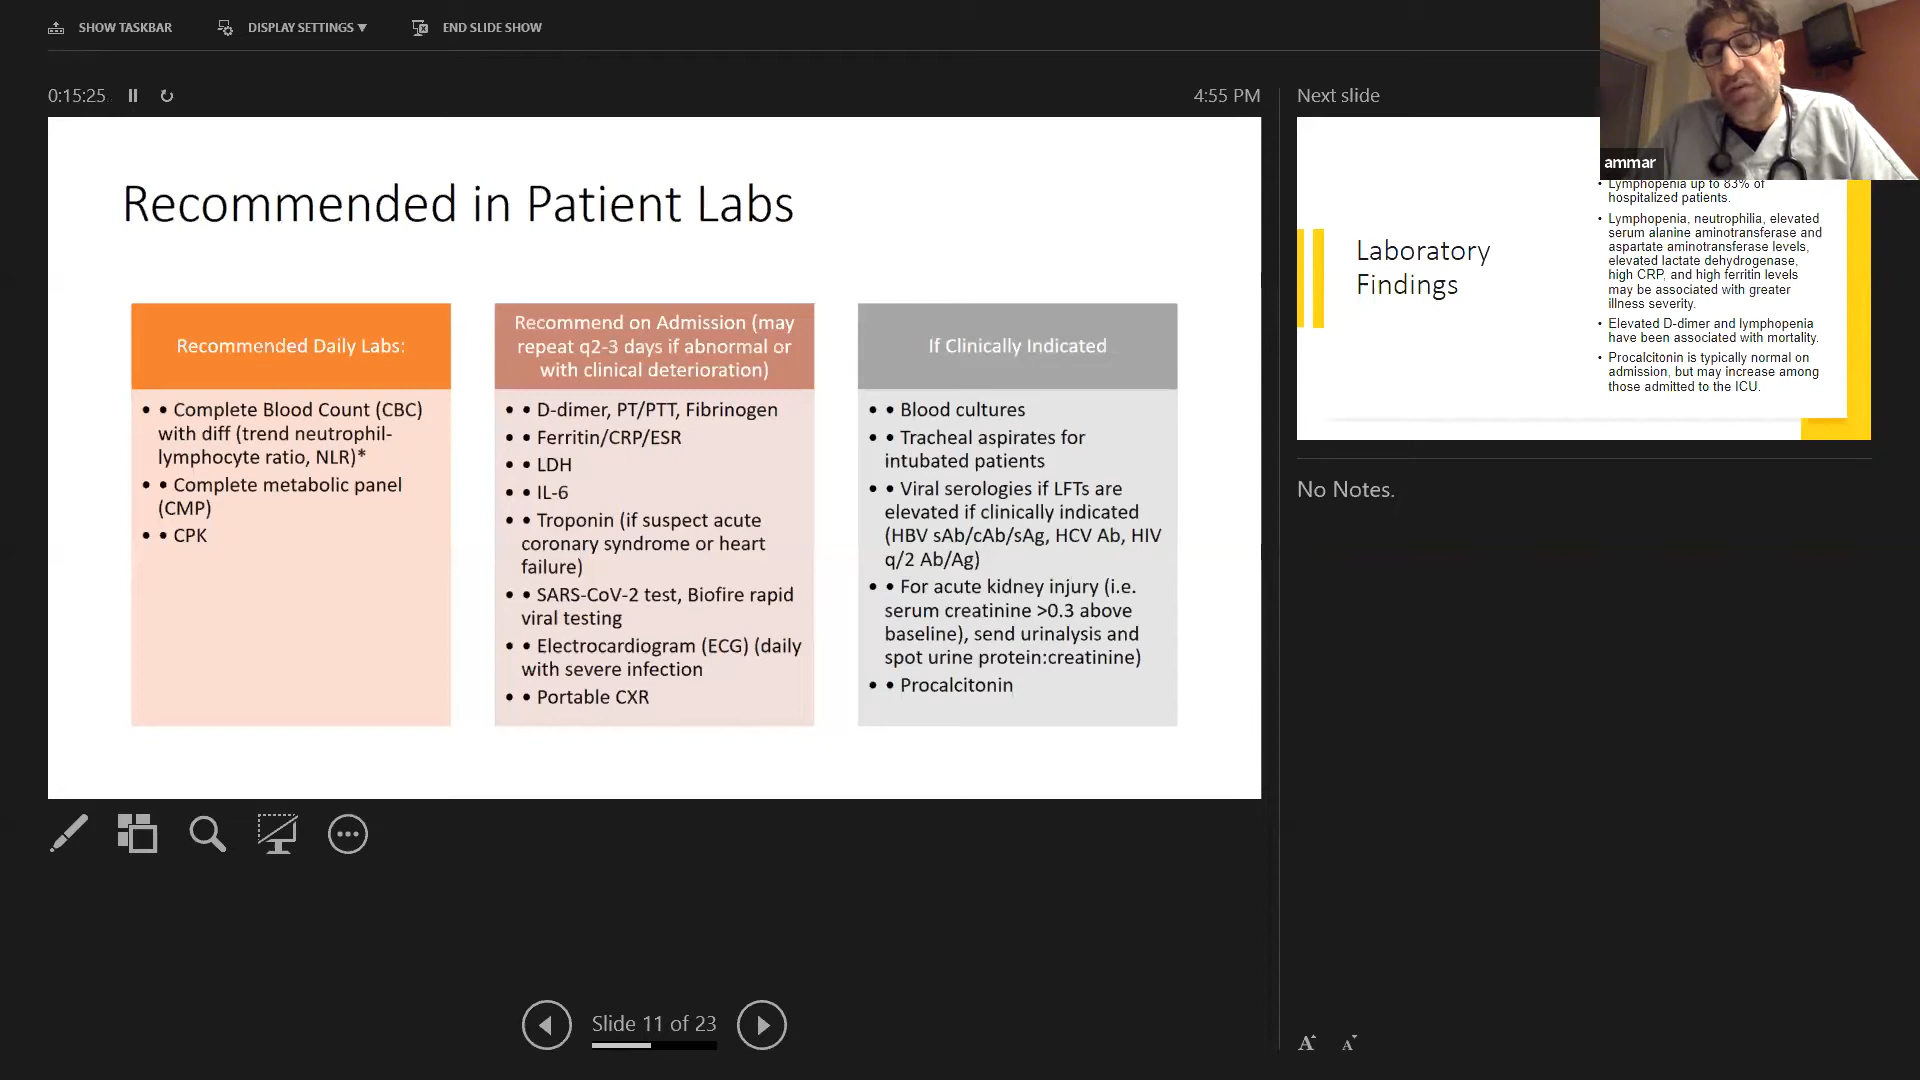 SHOW TASKBAR
DISPLAY SETTINGS ▼
END SLIDE SHOW
0:15:25
4:55 PM
Next slide
ammar
Recommended in Patient Labs
Recommended Daily Labs:
• • Complete Blood Count (CBC)
with diff (trend neutrophil-
lymphocyte ratio, NLR)*
• • Complete metabolic panel
(CMP)
• • CPK
Recommend on Admission (may
repeat q2-3 days if abnormal or
with clinical deterioration)
• • D-dimer, PT/PTT, Fibrinogen
• • Ferritin/CRP/ESR
• • LDH
• • IL-6
• • Troponin (if suspect acute
coronary syndrome or heart
failure)
• • SARS-CoV-2 test, Biofire rapid
viral testing
• • Electrocardiogram (ECG) (daily
with severe infection
• • Portable CXR
If Clinically Indicated
• • Blood cultures
• • Tracheal aspirates for
intubated patients
• • Viral serologies if LFTs are
elevated if clinically indicated
(HBV sAb/cAb/sAg, HCV Ab, HIV
q/2 Ab/Ag)
• • For acute kidney injury (i.e.
serum creatinine >0.3 above
baseline), send urinalysis and
spot urine protein:creatinine)
• • Procalcitonin
Laboratory
Findings
• Lymphopenia up to 83% of
hospitalized patients.
• Lymphopenia, neutrophilia, elevated
serum alanine aminotransferase and
aspartate aminotransferase levels,
elevated lactate dehydrogenase,
high CRP, and high ferritin levels
may be associated with greater
illness severity.
• Elevated D-dimer and lymphopenia
have been associated with mortality.
• Procalcitonin is typically normal on
admission, but may increase among
those admitted to the ICU.
No Notes.
Slide 11 of 23
A A